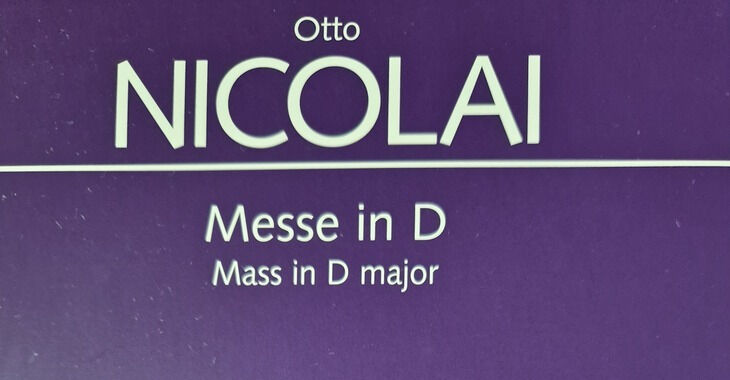 Otto
NICOLAI
Messe in D
Mass in D major